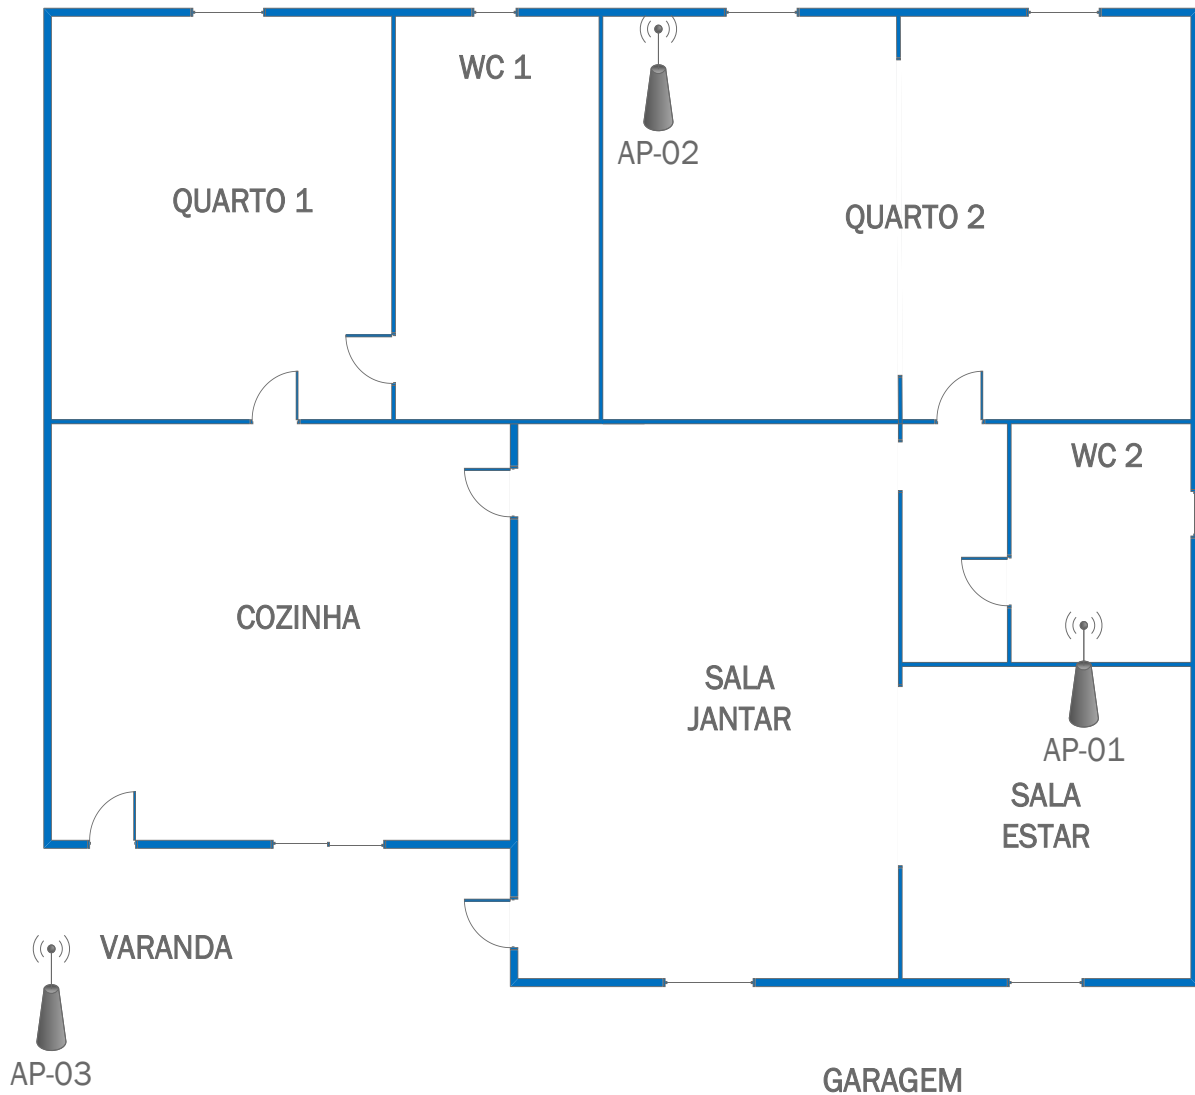 WC 1
AP-02
QUARTO 1
QUARTO 2
WC 2
COZINHA
SALA
JANTAR
AP-01
SALA
ESTAR
VARANDA
AP-03
GARAGEM